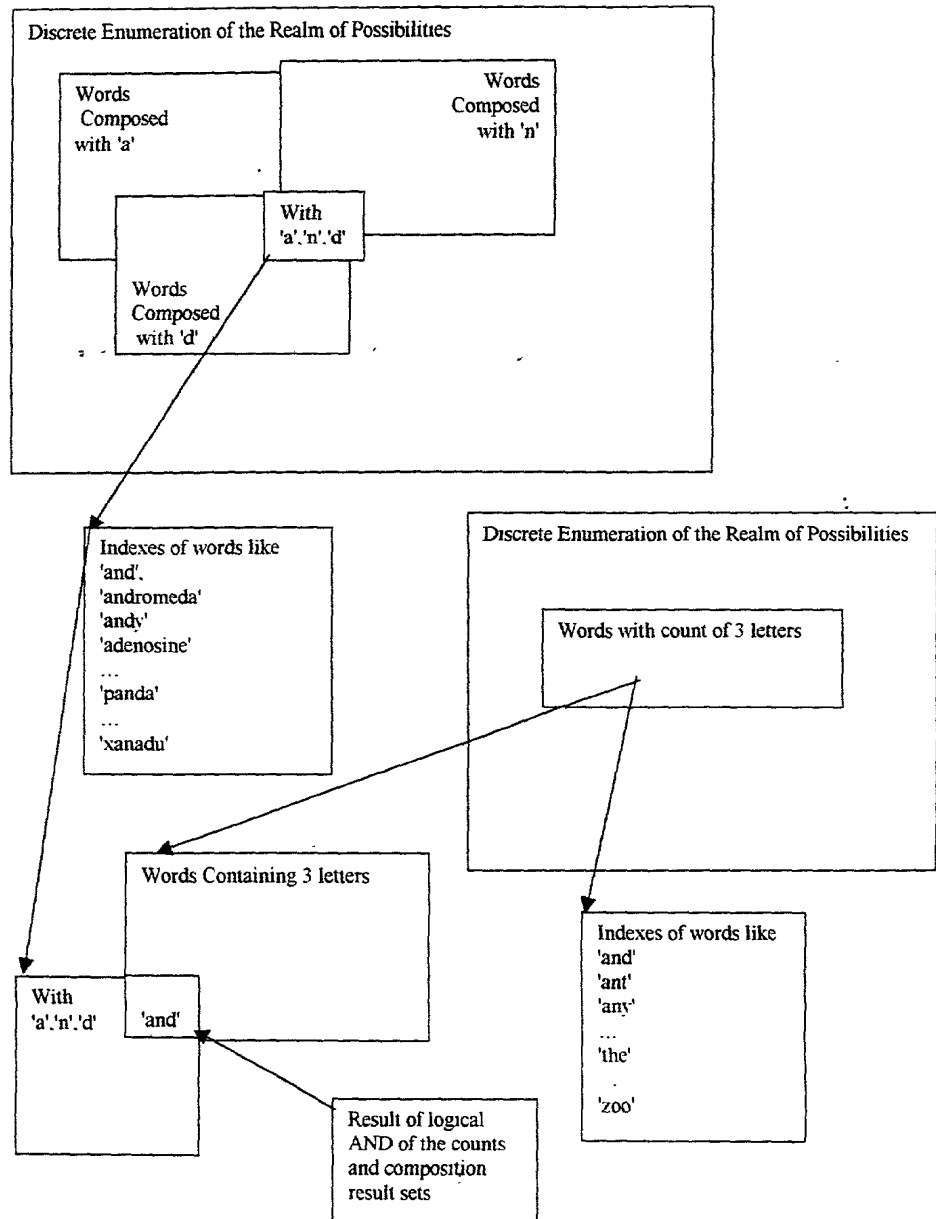 Discrete Enumeration of the Realm of Possibilities
Words
Composed
with 'a'
Words
Composed
with 'n'
With
'a','n','d'
Words
Composed
with 'd'
Indexes of words like
'and',
'andromeda'
'andy'
'adenosine'
...
'panda'
...
'xanadu'
Discrete Enumeration of the Realm of Possibilities
Words with count of 3 letters
Words Containing 3 letters
With
'a','n','d'
'and'
Indexes of words like
'and'
'ant'
'any'
...
'the'
.
'zoo'
Result of logical
AND of the counts
and composition
result sets